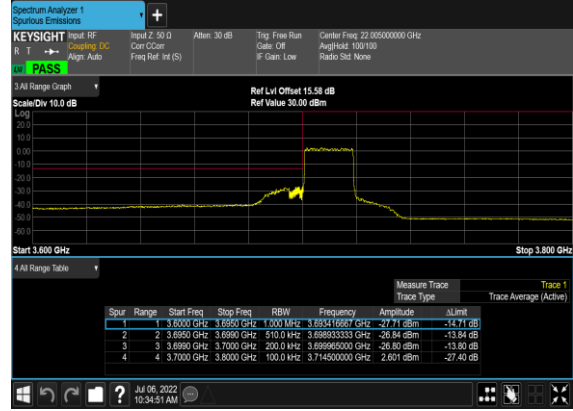 Spectrum Analyzer 1
Spurious Emissions
KEYSIGHT Input: RF Input Z: 50 Ω Atten: 30 dB Trig: Free Run Center Freq: 22.005000000 GHz
R T Coupling: DC Corr CCorr Gate: Off Avg|Hold: 100/100
Align: Auto Freq Ref: Int (S) IF Gain: Low Radio Std: None
PASS
3 All Range Graph
Ref Lvl Offset 15.58 dB
Scale/Div 10.0 dB Ref Value 30.00 dBm
Log
20.0
10.0
0.00
-10.0
-20.0
-30.0
-40.0
-50.0
-60.0
Start 3.600 GHz Stop 3.800 GHz
4 All Range Table
Measure Trace Trace 1
Trace Type Trace Average (Active)
Spur Range Start Freq Stop Freq RBW Frequency Amplitude ΔLimit
1 1 3.6000 GHz 3.6950 GHz 1.000 MHz 3.693416667 GHz -27.71 dBm -14.71 dB
2 2 3.6950 GHz 3.6990 GHz 510.0 kHz 3.698933333 GHz -26.84 dBm -13.84 dB
3 3 3.6990 GHz 3.7000 GHz 200.0 kHz 3.699965000 GHz -26.80 dBm -13.80 dB
4 4 3.7000 GHz 3.8000 GHz 100.0 kHz 3.714500000 GHz 2.601 dBm -27.40 dB
Jul 06, 2022
10:34:51 AM